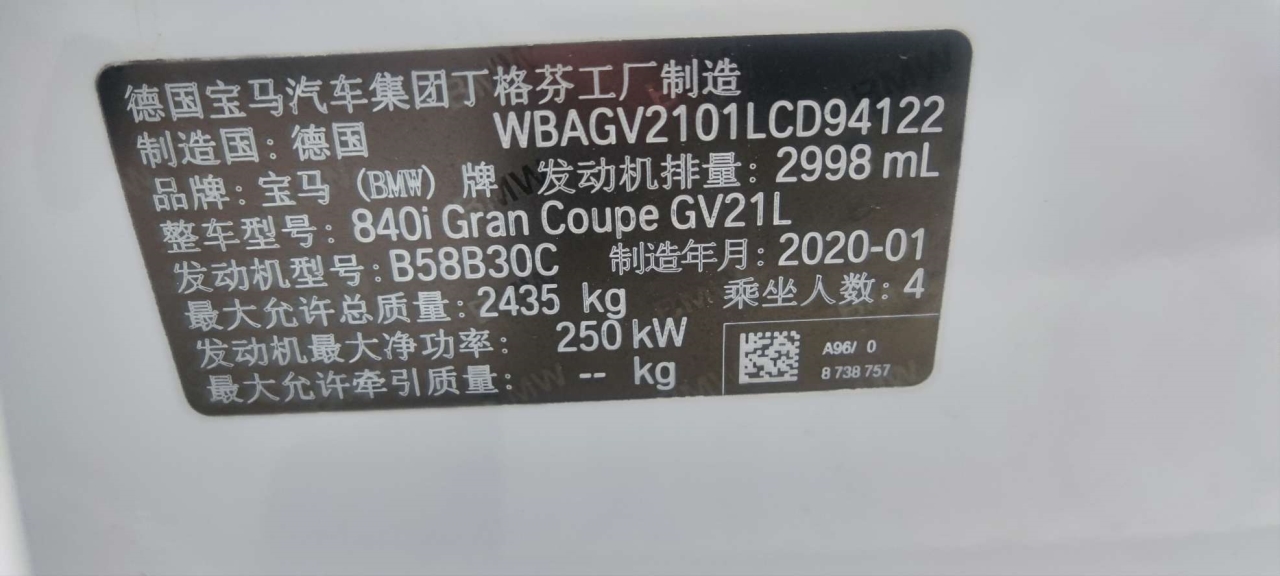 德国宝马汽车集团丁格芬工厂制造
制造国: 德国 WBAGV2101LCD94122
品牌: 宝马 (BMW) 牌 发动机排量: 2998 mL
整车型号: 840i Gran Coupe GV21L
发动机型号: B58B30C 制造年月: 2020-01
最大允许总质量: 2435 kg 乘坐人数: 4
发动机最大净功率: 250 kW
最大允许牵引质量: -- kg
A96/ 0
8 738 757